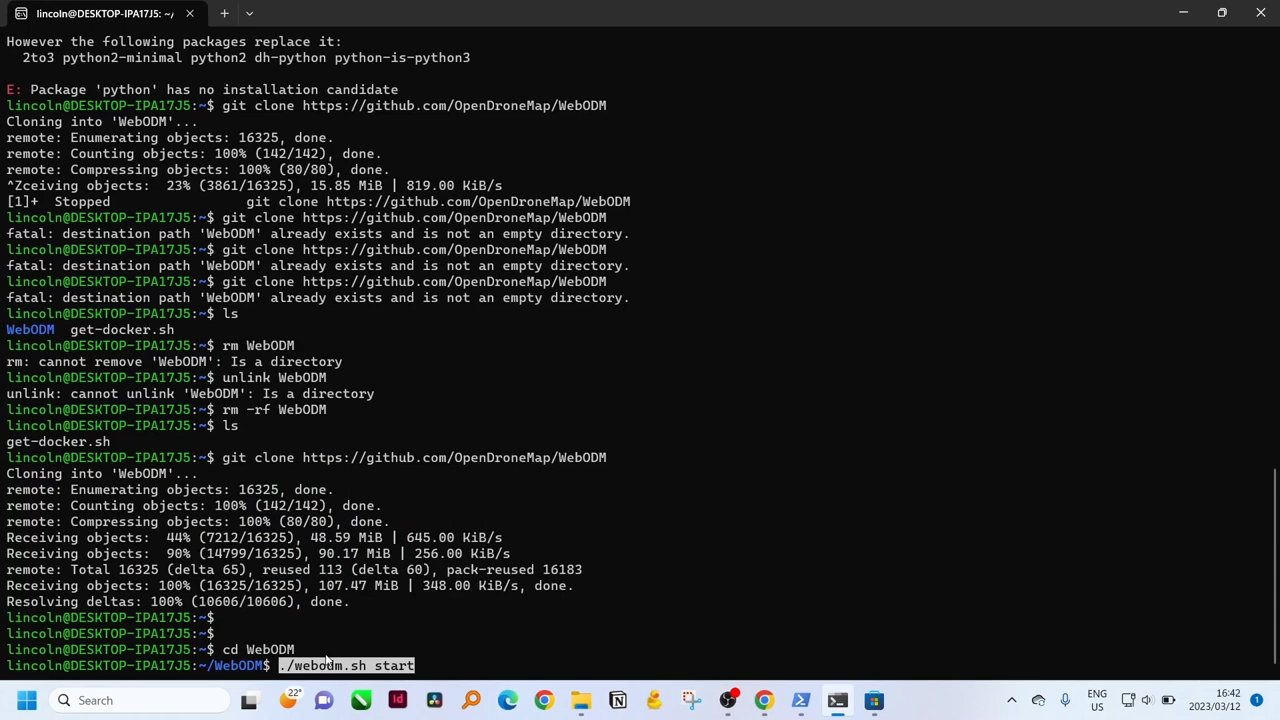 lincoln@DESKTOP-IPA17J5: ~/
However the following packages replace it:
  2to3 python2-minimal python2 dh-python python-is-python3
E: Package 'python' has no installation candidate
lincoln@DESKTOP-IPA17J5:~$ git clone https://github.com/OpenDroneMap/WebODM
Cloning into 'WebODM'...
remote: Enumerating objects: 16325, done.
remote: Counting objects: 100% (142/142), done.
remote: Compressing objects: 100% (80/80), done.
^Zceiving objects:  23% (3861/16325), 15.85 MiB | 819.00 KiB/s
[1]+  Stopped                 git clone https://github.com/OpenDroneMap/WebODM
lincoln@DESKTOP-IPA17J5:~$ git clone https://github.com/OpenDroneMap/WebODM
fatal: destination path 'WebODM' already exists and is not an empty directory.
lincoln@DESKTOP-IPA17J5:~$ git clone https://github.com/OpenDroneMap/WebODM
fatal: destination path 'WebODM' already exists and is not an empty directory.
lincoln@DESKTOP-IPA17J5:~$ git clone https://github.com/OpenDroneMap/WebODM
fatal: destination path 'WebODM' already exists and is not an empty directory.
lincoln@DESKTOP-IPA17J5:~$ ls
WebODM  get-docker.sh
lincoln@DESKTOP-IPA17J5:~$ rm WebODM
rm: cannot remove 'WebODM': Is a directory
lincoln@DESKTOP-IPA17J5:~$ unlink WebODM
unlink: cannot unlink 'WebODM': Is a directory
lincoln@DESKTOP-IPA17J5:~$ rm -rf WebODM
lincoln@DESKTOP-IPA17J5:~$ ls
get-docker.sh
lincoln@DESKTOP-IPA17J5:~$ git clone https://github.com/OpenDroneMap/WebODM
Cloning into 'WebODM'...
remote: Enumerating objects: 16325, done.
remote: Counting objects: 100% (142/142), done.
remote: Compressing objects: 100% (80/80), done.
Receiving objects:  44% (7212/16325), 48.59 MiB | 645.00 KiB/s
Receiving objects:  90% (14799/16325), 90.17 MiB | 256.00 KiB/s
remote: Total 16325 (delta 65), reused 113 (delta 60), pack-reused 16183
Receiving objects: 100% (16325/16325), 107.47 MiB | 348.00 KiB/s, done.
Resolving deltas: 100% (10606/10606), done.
lincoln@DESKTOP-IPA17J5:~$
lincoln@DESKTOP-IPA17J5:~$
lincoln@DESKTOP-IPA17J5:~$ cd WebODM
lincoln@DESKTOP-IPA17J5:~/WebODM$ ./webodm.sh start
Search
22°
Id
ENG
US
16:42
2023/03/12
1